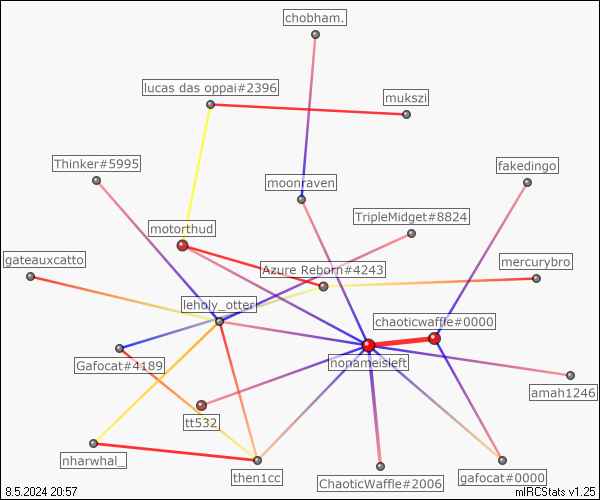 chobham.
lucas das oppai#2396
mukszi
Thinker#5995
fakedingo
moonraven
TripleMidget#8824
motorthud
gateauxcatto
Azure Reborn#4243
mercurybro
leholy_otter
chaoticwaffle#0000
Gafocat#4189
nonameisleft
amah1246
tt532
nharwhal_
then1cc
ChaoticWaffle#2006
gafocat#0000
8.5.2024 20:57
mIRCStats v1.25